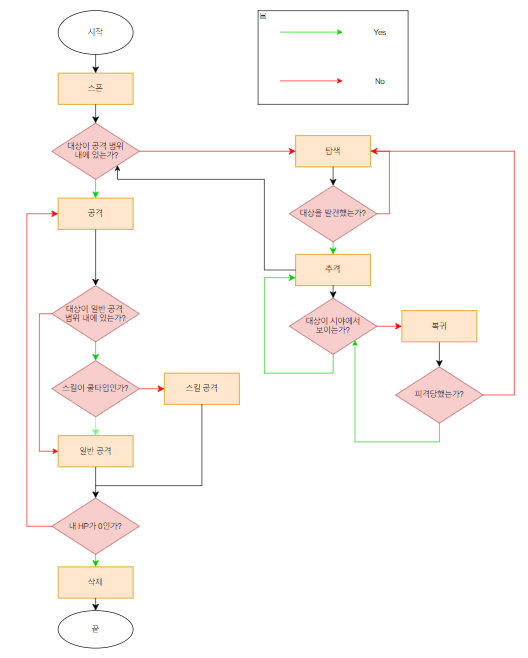 시작
Yes
No
스폰
대상이 공격 범위
내에 있는가?
탐색
공격
대상을 발견했는가?
추격
대상이 일반 공격
범위 내에 있는가?
대상이 시야에서
보이는가?
복귀
스킬이 쿨타임인가?
스킬 공격
피격당했는가?
일반 공격
내 HP가 0인가?
삭제
끝